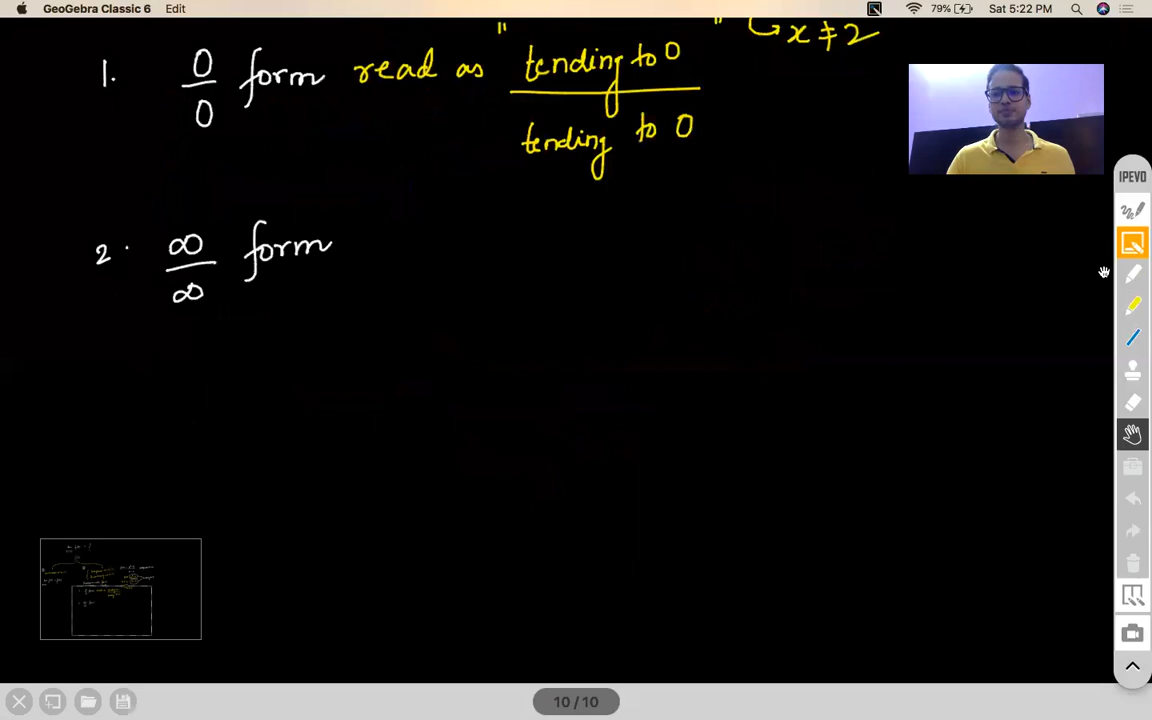 GeoGebra Classic 6 Edit 79% Sat 5:22 PM
↳ x ≠ 2
1. 0/0 form read as "tending to 0 / tending to 0"
IPEVO
2. ∞/∞ form
10 / 10